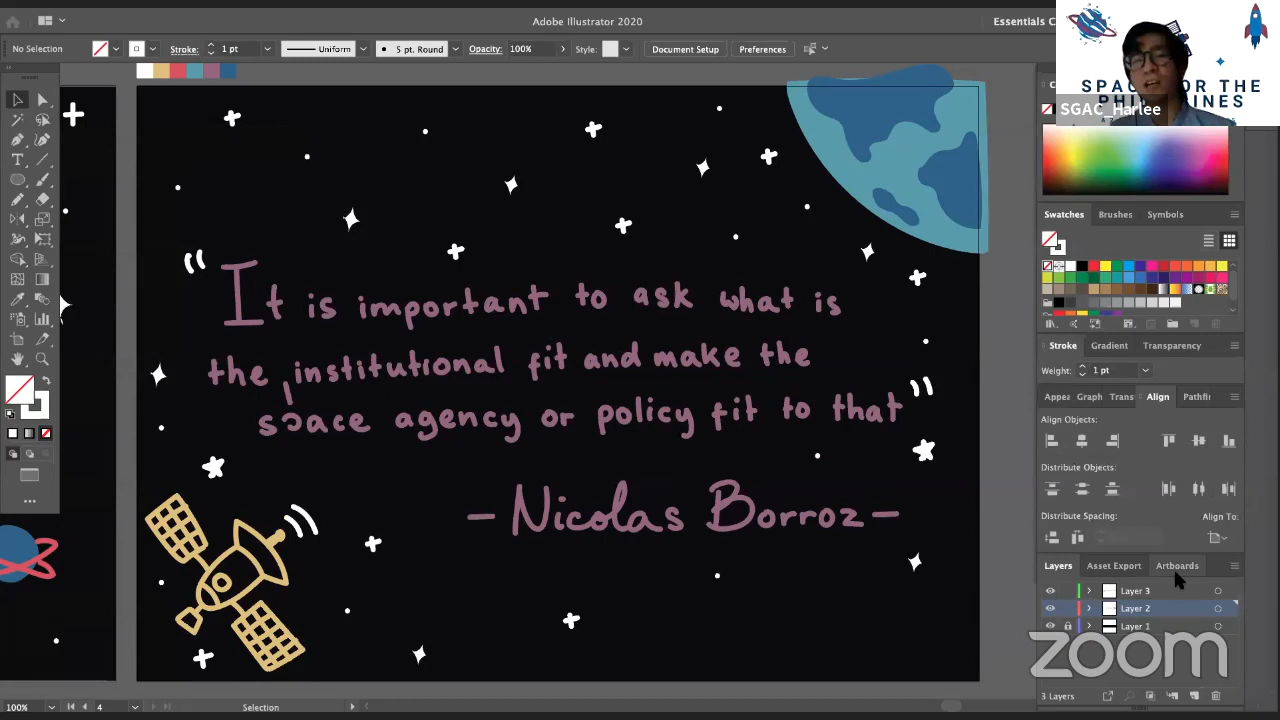 Adobe Illustrator 2020
Essentials C
No Selection
Stroke:
1 pt
Uniform
5 pt. Round
Opacity:
100%
Style:
Document Setup
Preferences
SPACE FOR THE
PHILIPPINES
SGAC_Harlee
Swatches
Brushes
Symbols
“It is important to ask what is
the institutional fit and make the
space agency or policy fit to that”
- Nicolas Borroz -
Stroke
Gradient
Transparency
Weight:
1 pt
Appea
Graph
Trans
Align
Pathfi
Align Objects:
Distribute Objects:
Distribute Spacing:
Align To:
Layers
Asset Export
Artboards
Layer 3
Layer 2
Layer 1
zoom
3 Layers
100%
4
Selection